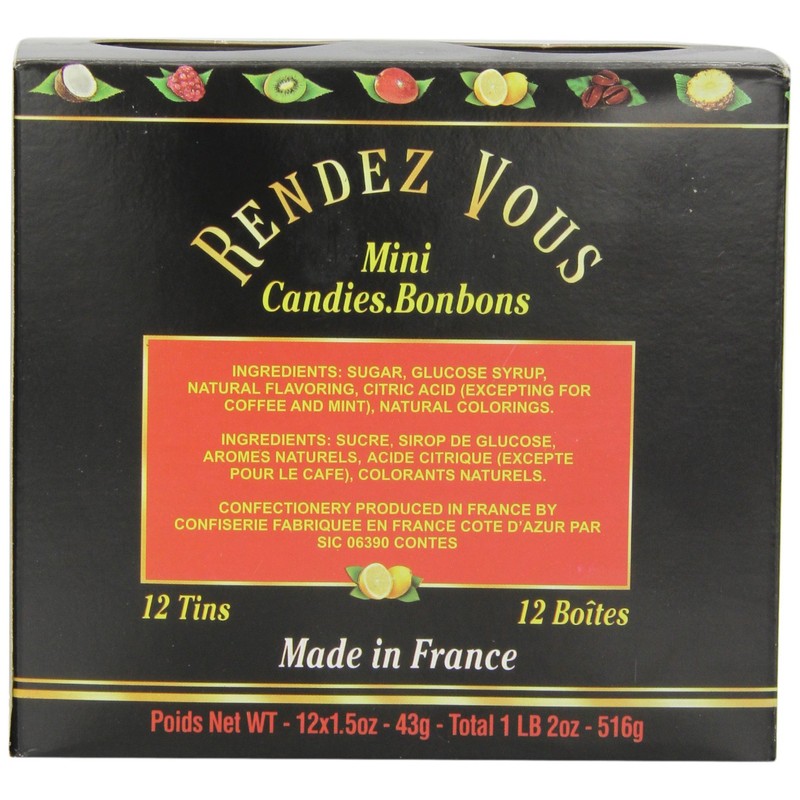 RENDEZ VOUS
Mini
Candies.Bonbons
INGREDIENTS: SUGAR, GLUCOSE SYRUP,
NATURAL FLAVORING, CITRIC ACID (EXCEPTING FOR
COFFEE AND MINT), NATURAL COLORINGS.
INGREDIENTS: SUCRE, SIROP DE GLUCOSE,
AROMES NATURELS, ACIDE CITRIQUE (EXCEPTE
POUR LE CAFE), COLORANTS NATURELS.
CONFECTIONERY PRODUCED IN FRANCE BY
CONFISERIE FABRIQUEE EN FRANCE COTE D'AZUR PAR
SIC 06390 CONTES
12 Tins
12 Boîtes
Made in France
Poids Net WT - 12x1.5oz - 43g - Total 1 LB 2oz - 516g